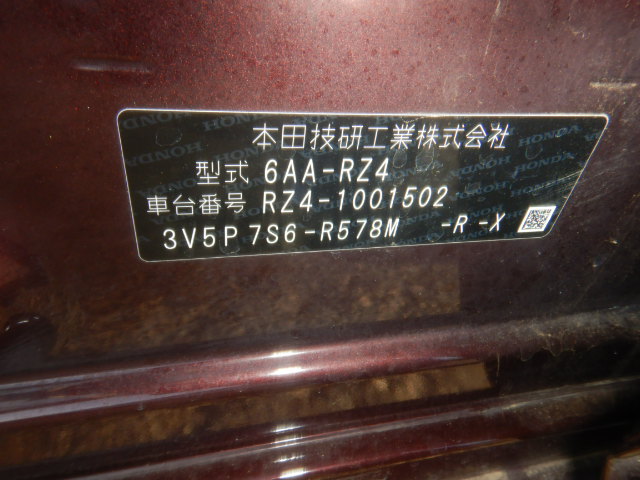 本田技研工業株式会社
型式 6AA-RZ4
車台番号 RZ4-1001502
3V5P 7S6-R578M -R -X